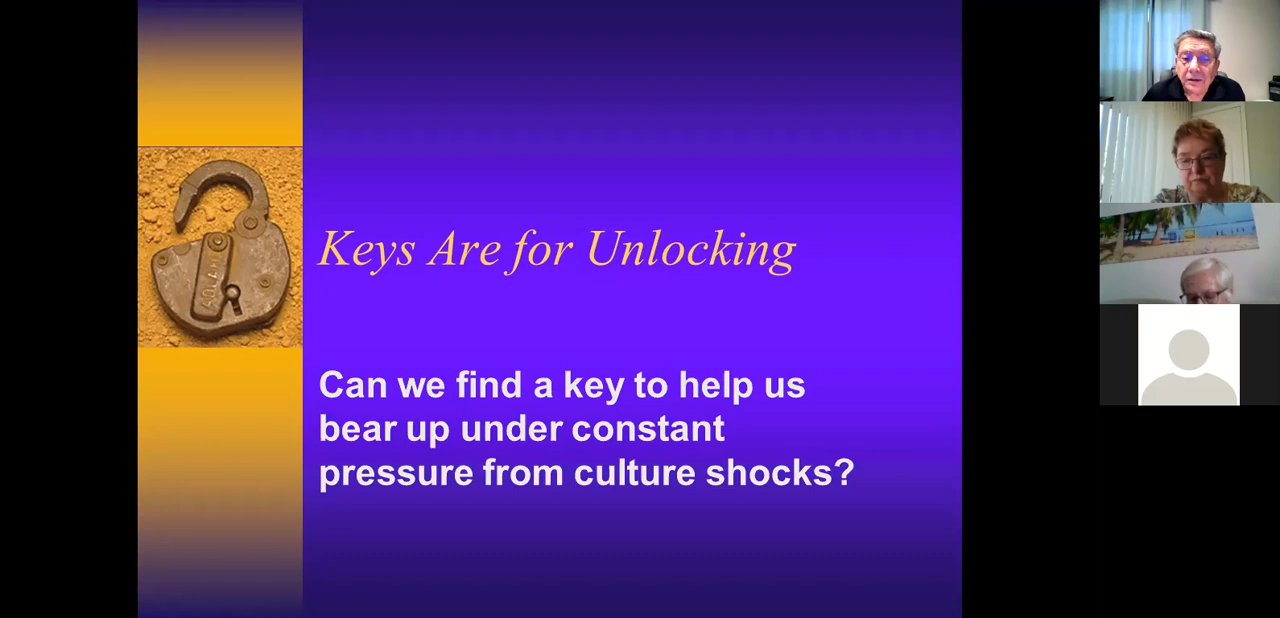 Keys Are for Unlocking
Can we find a key to help us
bear up under constant
pressure from culture shocks?